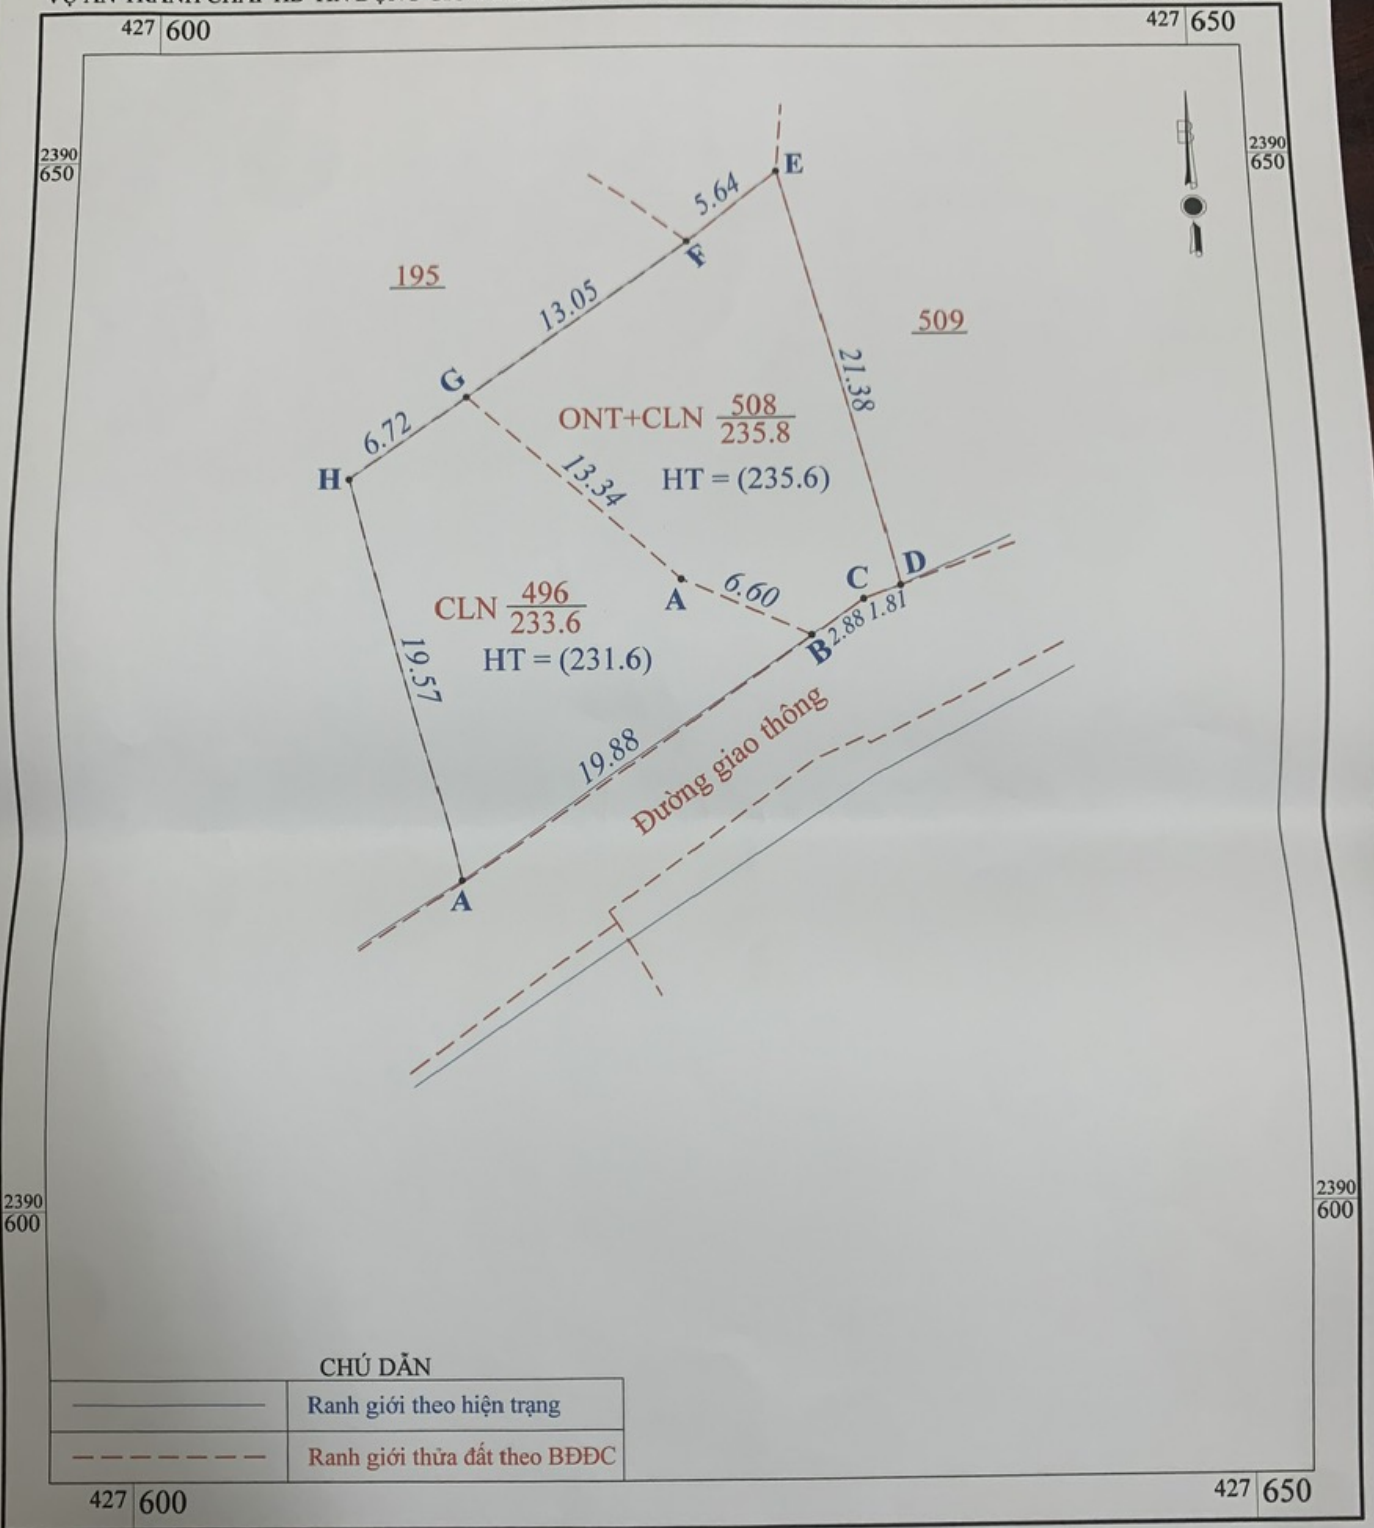 427 600
427 650
2390
650
2390
650
B
E
5.64
F
195
13.05
509
G
21.38
6.72
ONT+CLN 508
235.8
H
13.34
HT = (235.6)
C
D
A
6.60
CLN 496
233.6
2.88
1.81
B
HT = (231.6)
19.57
19.88
Đường giao thông
A
2390
600
2390
600
CHÚ DẪN
Ranh giới theo hiện trạng
Ranh giới thửa đất theo BĐĐC
427 600
427 650